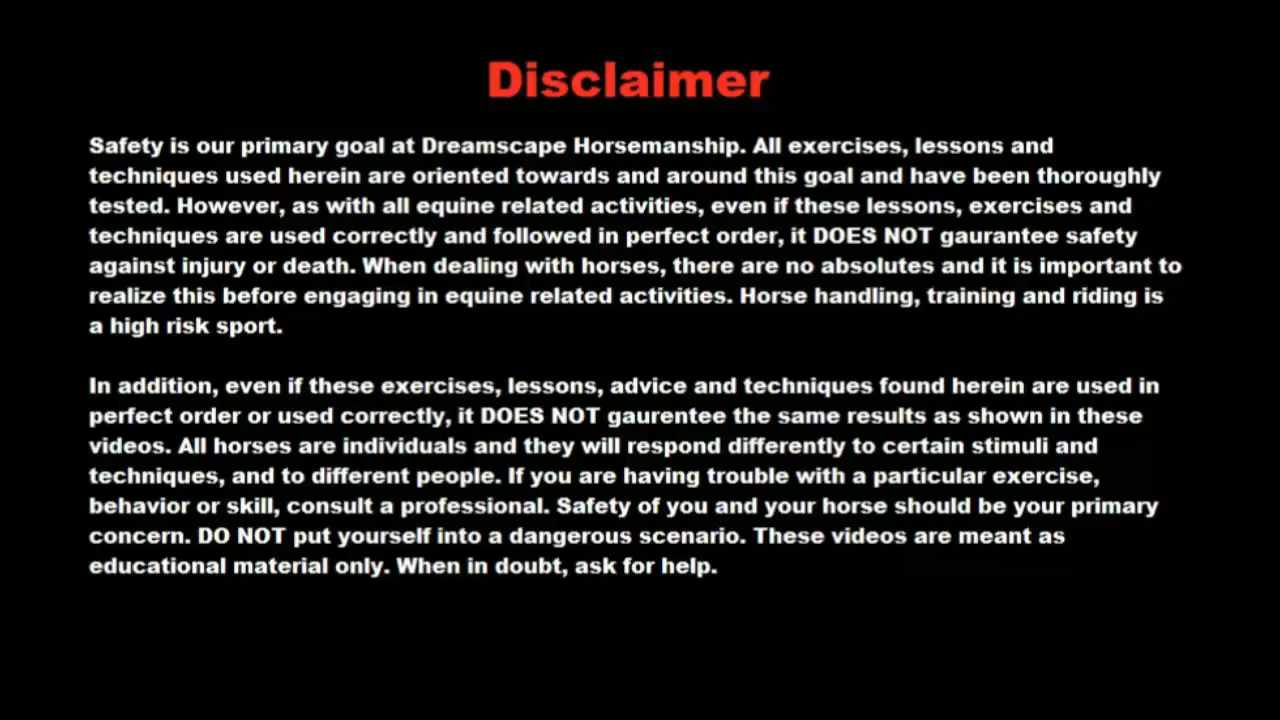 Disclaimer
Safety is our primary goal at Dreamscape Horsemanship. All exercises, lessons and
techniques used herein are oriented towards and around this goal and have been thoroughly
tested. However, as with all equine related activities, even if these lessons, exercises and
techniques are used correctly and followed in perfect order, it DOES NOT gaurantee safety
against injury or death. When dealing with horses, there are no absolutes and it is important to
realize this before engaging in equine related activities. Horse handling, training and riding is
a high risk sport.
In addition, even if these exercises, lessons, advice and techniques found herein are used in
perfect order or used correctly, it DOES NOT gaurentee the same results as shown in these
videos. All horses are individuals and they will respond differently to certain stimuli and
techniques, and to different people. If you are having trouble with a particular exercise,
behavior or skill, consult a professional. Safety of you and your horse should be your primary
concern. DO NOT put yourself into a dangerous scenario. These videos are meant as
educational material only. When in doubt, ask for help.